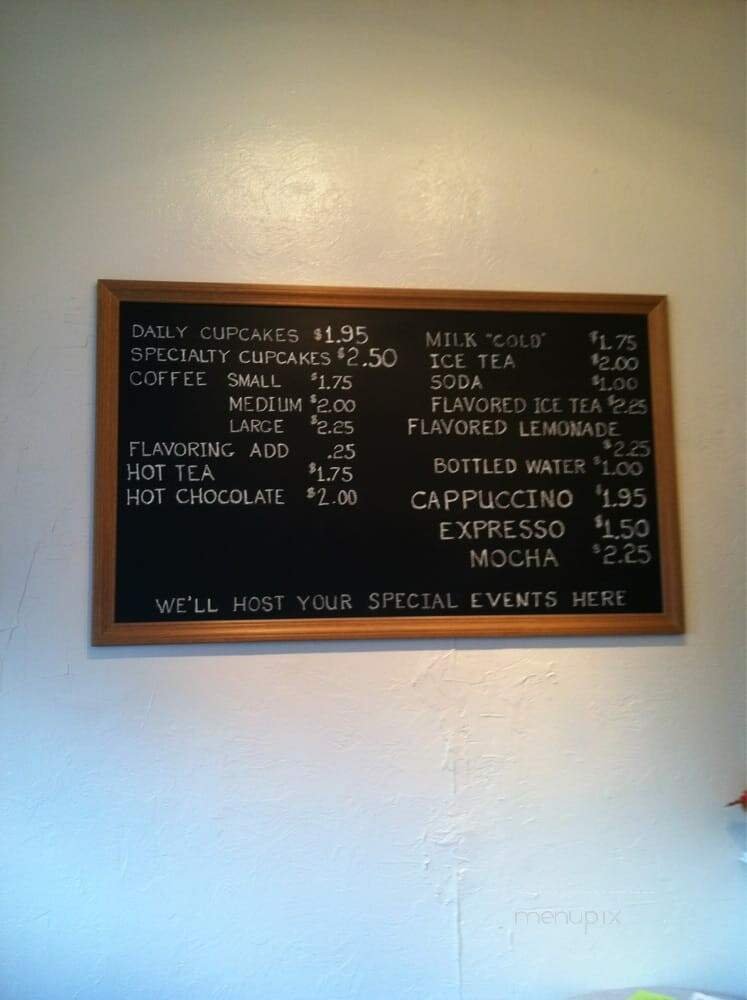 DAILY CUPCAKES $1.95
SPECIALTY CUPCAKES $2.50
COFFEE SMALL $1.75
MEDIUM $2.00
LARGE $2.25
FLAVORING ADD .25
HOT TEA $1.75
HOT CHOCOLATE $2.00
MILK "COLD" $1.75
ICE TEA $2.00
SODA $1.00
FLAVORED ICE TEA $2.25
FLAVORED LEMONADE
$2.25
BOTTLED WATER $1.00
CAPPUCCINO $1.95
EXPRESSO $1.50
MOCHA $2.25
WE'LL HOST YOUR SPECIAL EVENTS HERE
menupix